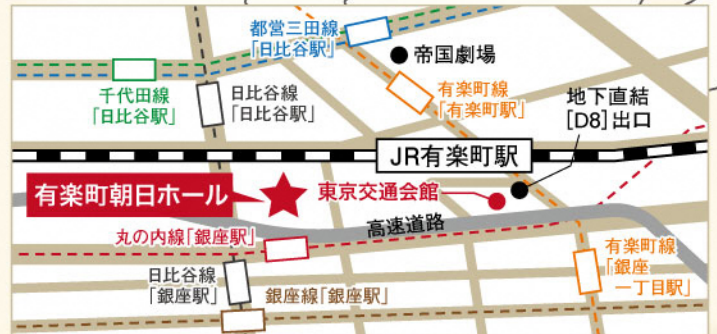 都営三田線
「日比谷駅」
帝国劇場
千代田線
「日比谷駅」
日比谷線
「日比谷駅」
有楽町線
「有楽町駅」
地下直結
[D8]出口
JR有楽町駅
有楽町朝日ホール
東京交通会館
高速道路
丸の内線「銀座駅」
有楽町線
「銀座
一丁目駅」
日比谷線
「銀座駅」
銀座線「銀座駅」